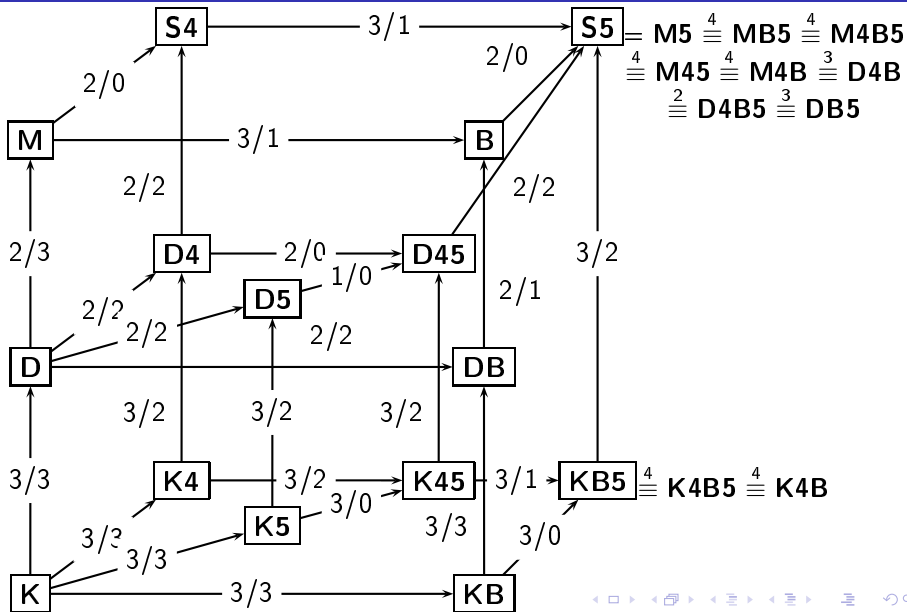 S4 3/1 S5 = M5 ≣⁴ MB5 ≣⁴ M4B5
2/0 2/0 ≣⁴ M45 ≣⁴ M4B ≣³ D4B
≣² D4B5 ≣³ DB5
M 3/1 B
2/2 2/2
2/3 D4 2/0 D45 3/2
D5 1/0
2/2 2/1
2/2 2/2
D DB
3/2 3/2 3/2
3/3 K4 3/2 K45 3/1 KB5 ≣⁴ K4B5 ≣⁴ K4B
K5 3/0
3/3 3/3 3/0
3/3
K 3/3 KB